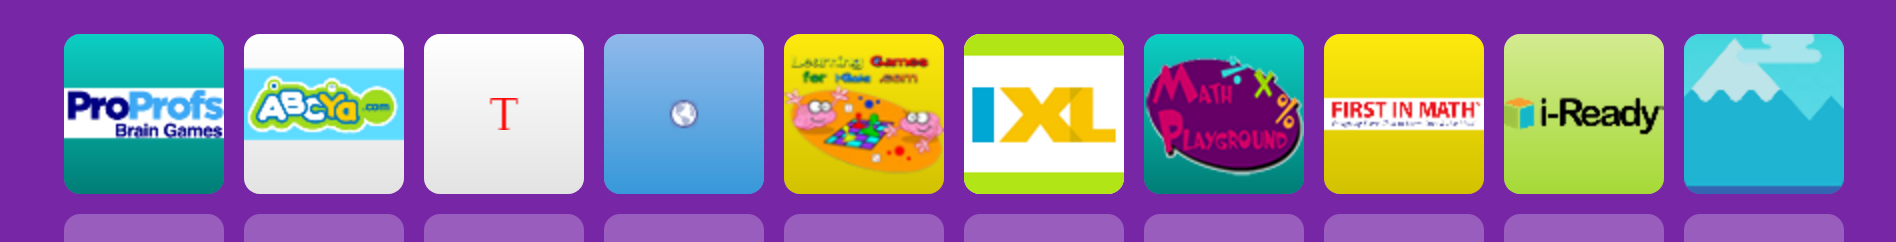 ProProfs
Brain Games
ABCYa.com
T
Learning Games
for Kids .com
IXL
MATH
PLAYGROUND
÷ × %
FIRST IN MATH
i-Ready